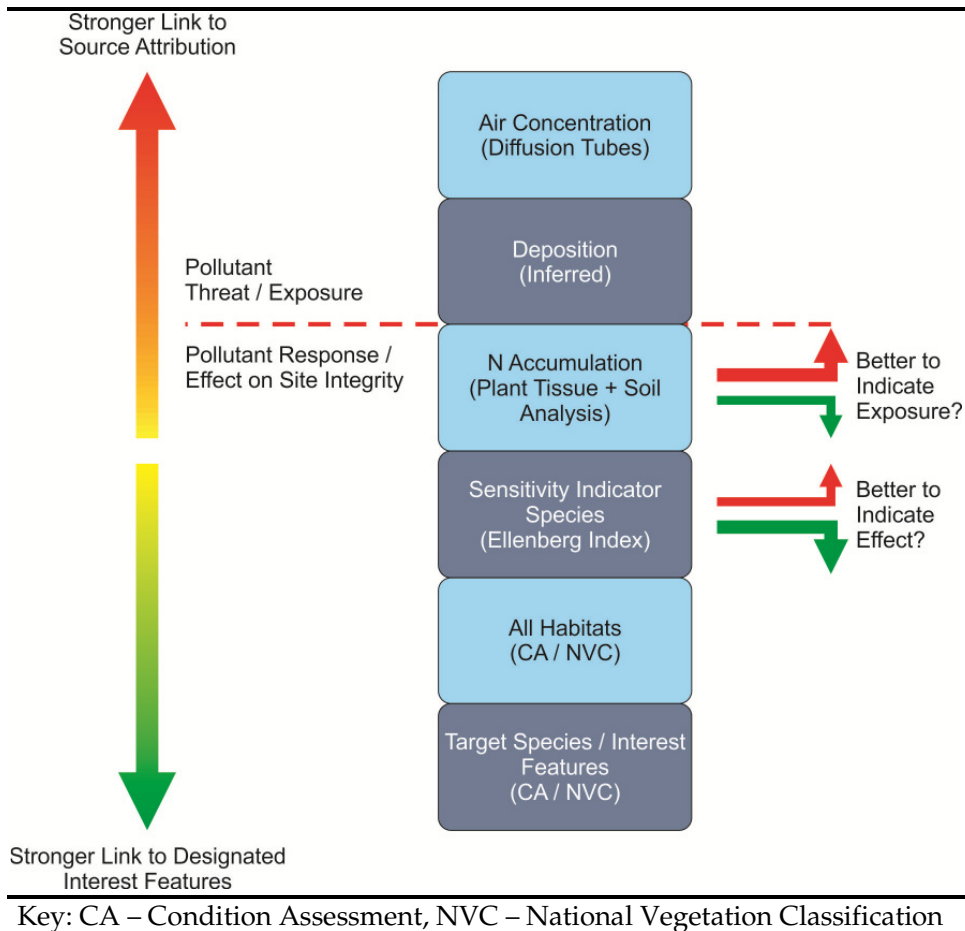 Stronger Link to
Source Attribution
Air Concentration
(Diffusion Tubes)
Deposition
(Inferred)
Pollutant
Threat / Exposure
Pollutant Response /
Effect on Site Integrity
N Accumulation
(Plant Tissue + Soil
Analysis)
Better to
Indicate
Exposure?
Sensitivity Indicator
Species
(Ellenberg Index)
Better to
Indicate
Effect?
All Habitats
(CA / NVC)
Target Species / Interest
Features
(CA / NVC)
Stronger Link to Designated
Interest Features
Key: CA – Condition Assessment, NVC – National Vegetation Classification